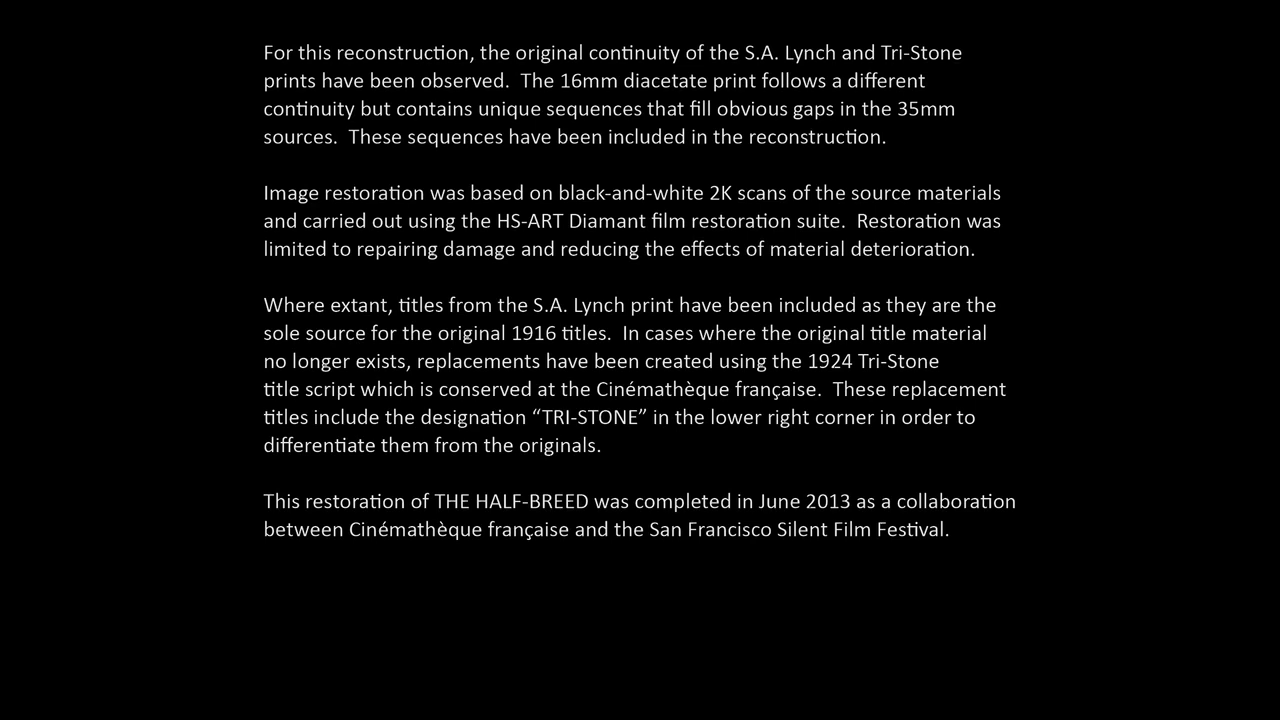 For this reconstruction, the original continuity of the S.A. Lynch and Tri-Stone
prints have been observed.  The 16mm diacetate print follows a different
continuity but contains unique sequences that fill obvious gaps in the 35mm
sources.  These sequences have been included in the reconstruction.
Image restoration was based on black-and-white 2K scans of the source materials
and carried out using the HS-ART Diamant film restoration suite.  Restoration was
limited to repairing damage and reducing the effects of material deterioration.
Where extant, titles from the S.A. Lynch print have been included as they are the
sole source for the original 1916 titles.  In cases where the original title material
no longer exists, replacements have been created using the 1924 Tri-Stone
title script which is conserved at the Cinémathèque française.  These replacement
titles include the designation “TRI-STONE” in the lower right corner in order to
differentiate them from the originals.
This restoration of THE HALF-BREED was completed in June 2013 as a collaboration
between Cinémathèque française and the San Francisco Silent Film Festival.